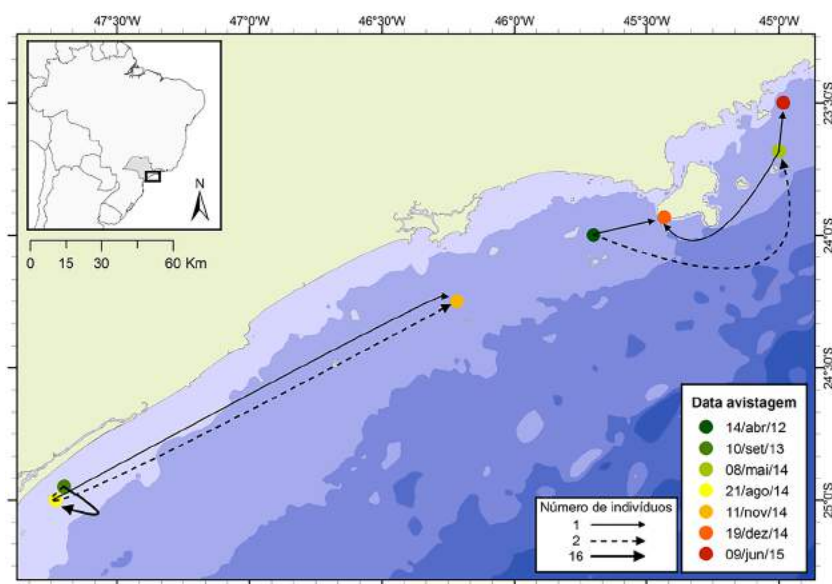 47°30'W 47°0'W 46°30'W 46°0'W 45°30'W 45°0'W
N
0 15 30 60 Km
23°30'S
24°0'S
24°30'S
25°0'S
Número de indivíduos
1
2
16
Data avistagem
14/abr/12
10/set/13
08/mai/14
21/ago/14
11/nov/14
19/dez/14
09/jun/15